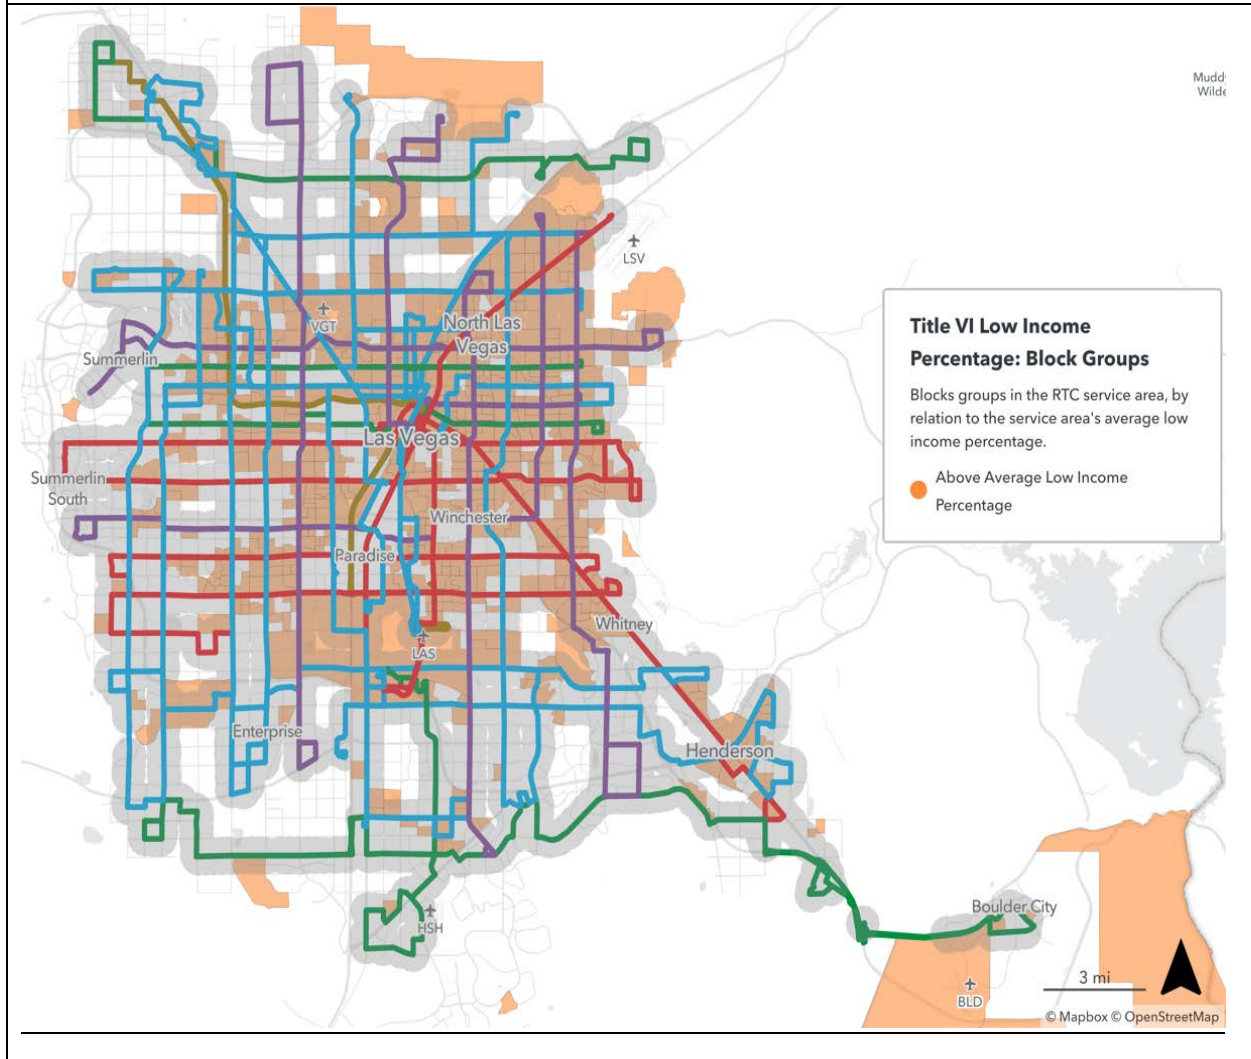 Mudd
Wilde
LSV
VGT
North Las
Vegas
Summerlin
Las Vegas
Summerlin
South
Winchester
Paradise
Whitney
LAS
Enterprise
Henderson
Boulder City
HSH
BLD
Title VI Low Income
Percentage: Block Groups
Blocks groups in the RTC service area, by
relation to the service area's average low
income percentage.
Above Average Low Income
Percentage
3 mi
© Mapbox © OpenStreetMap